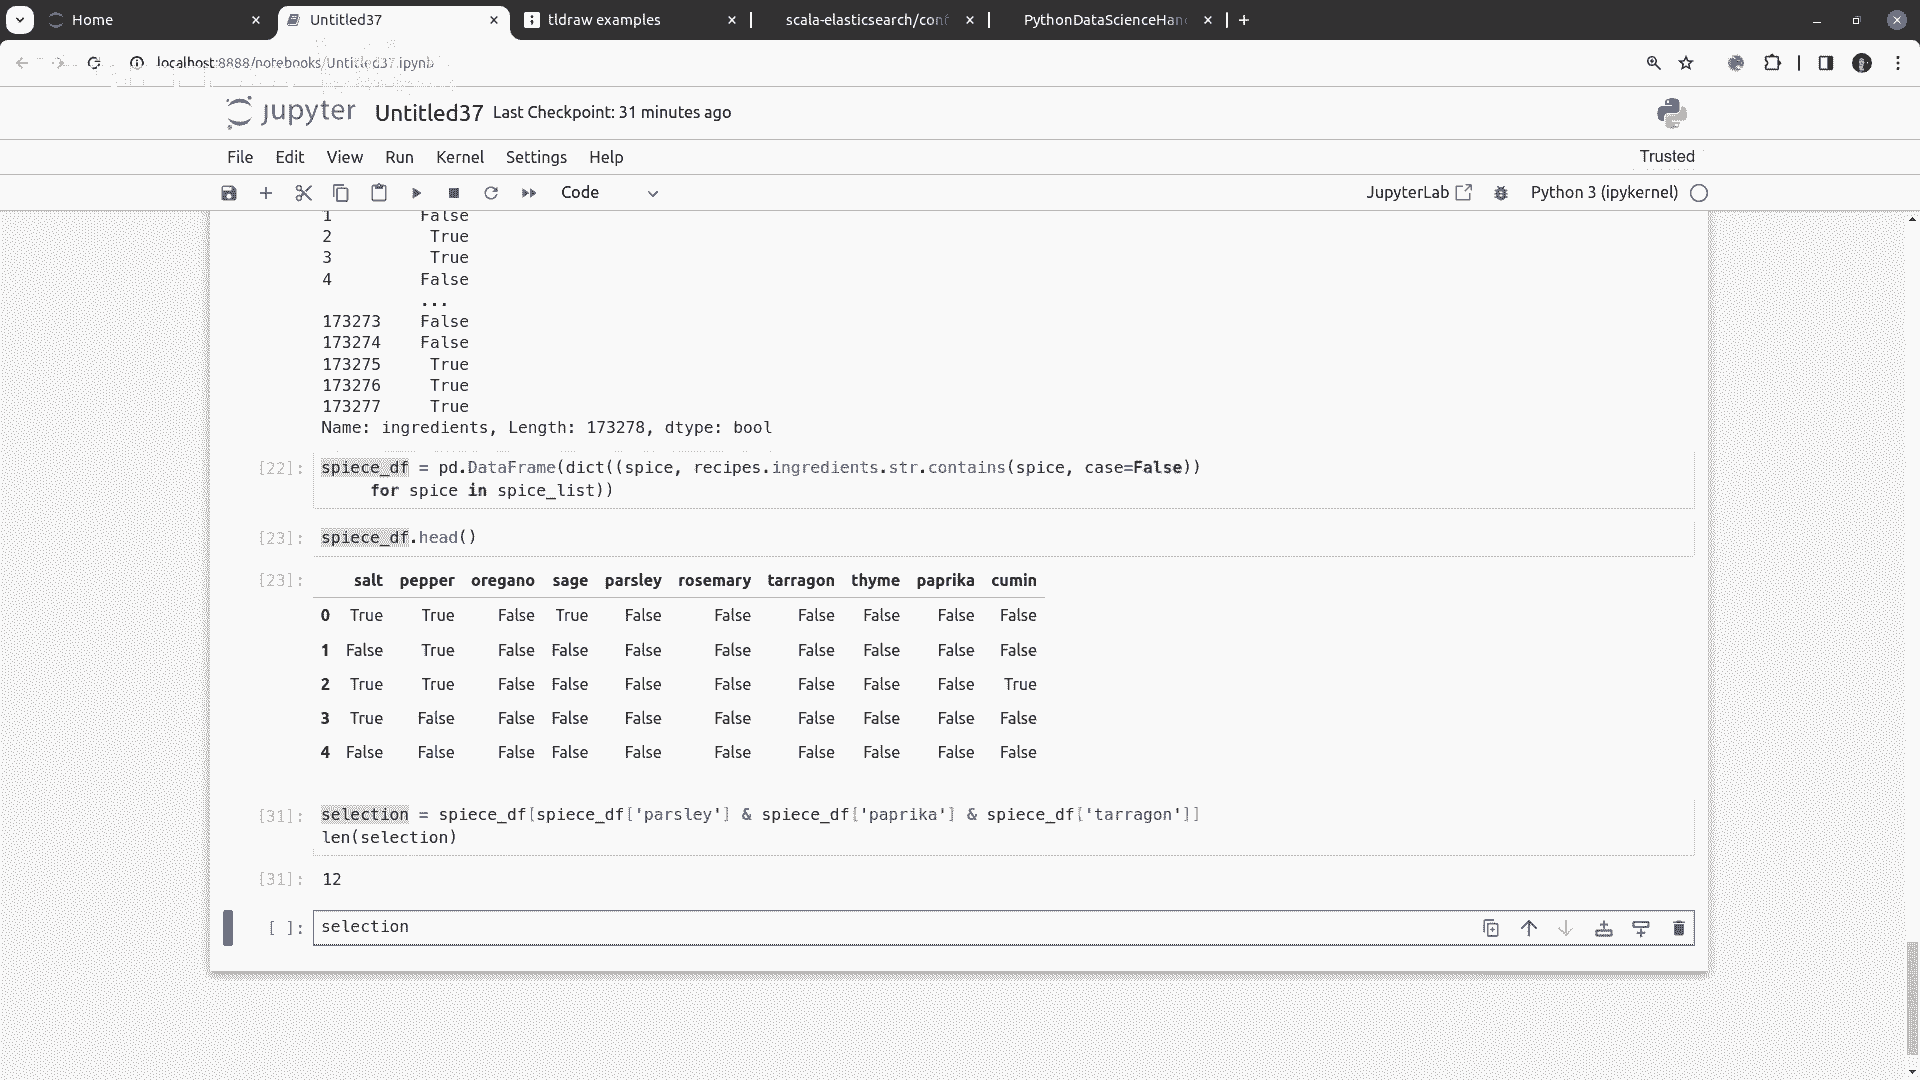 Home
Untitled37
tldraw examples
scala-elasticsearch/conf
PythonDataScienceHan
localhost:8888/notebooks/Untitled37.ipynb
jupyter Untitled37 Last Checkpoint: 31 minutes ago
File Edit View Run Kernel Settings Help
Trusted
Code
JupyterLab
Python 3 (ipykernel)
1 False
2 True
3 True
4 False
...
173273 False
173274 False
173275 True
173276 True
173277 True
Name: ingredients, Length: 173278, dtype: bool
[22]: spiece_df = pd.DataFrame(dict((spice, recipes.ingredients.str.contains(spice, case=False))
for spice in spice_list))
[23]: spiece_df.head()
[23]: salt pepper oregano sage parsley rosemary tarragon thyme paprika cumin
0 True True False True False False False False False False
1 False True False False False False False False False False
2 True True False False False False False False False True
3 True False False False False False False False False False
4 False False False False False False False False False False
[31]: selection = spiece_df[spiece_df['parsley'] & spiece_df['paprika'] & spiece_df['tarragon']]
len(selection)
[31]: 12
[ ]: selection